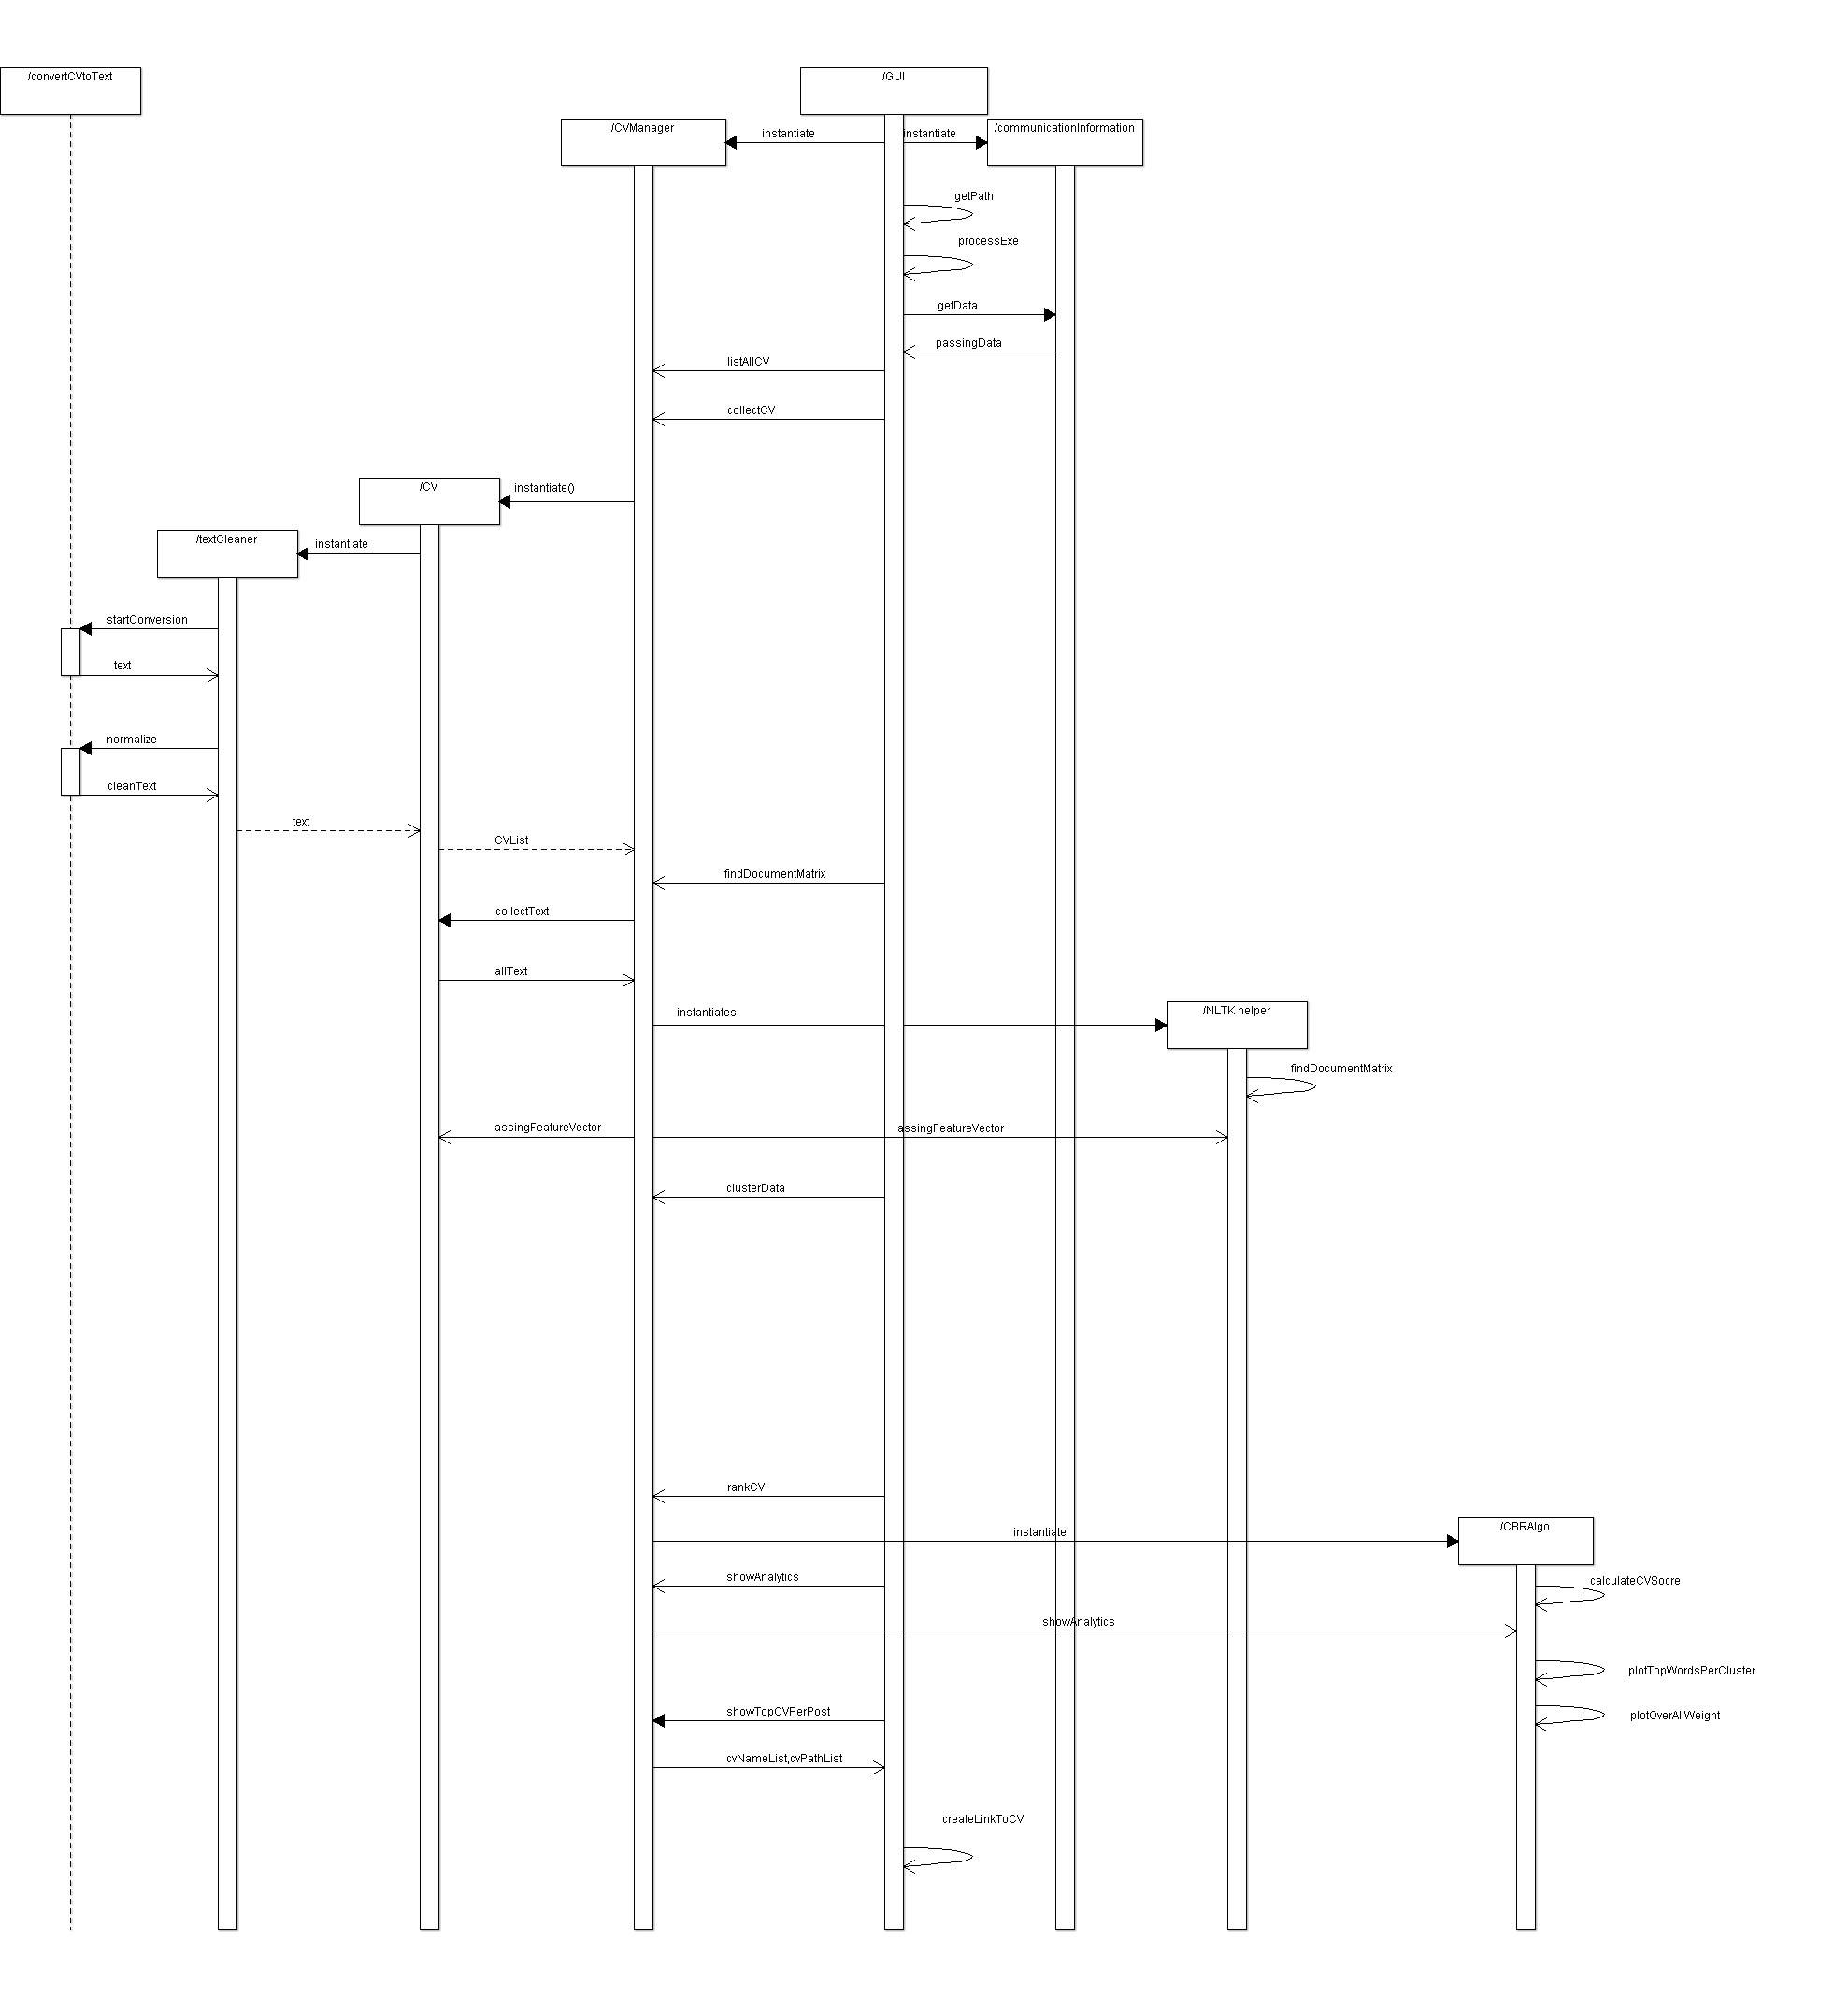 /convertCVtoText
/GUI
/CVManager
instantiate
instantiate
/communicationInformation
getPath
processExe
getData
passingData
listAllCV
collectCV
/CV
instantiate()
/textCleaner
instantiate
startConversion
text
normalize
cleanText
text
CVList
findDocumentMatrix
collectText
allText
instantiates
/NLTK helper
findDocumentMatrix
assingFeatureVector
assingFeatureVector
clusterData
rankCV
/CBRAlgo
instantiate
showAnalytics
calculateCVSocre
showAnalytics
plotTopWordsPerCluster
showTopCVPerPost
plotOverAllWeight
cvNameList,cvPathList
createLinkToCV